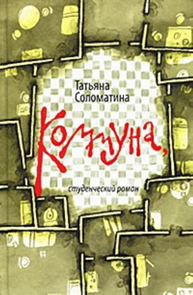 Татьяна
Соломатина
Коммуна,
студенческий роман